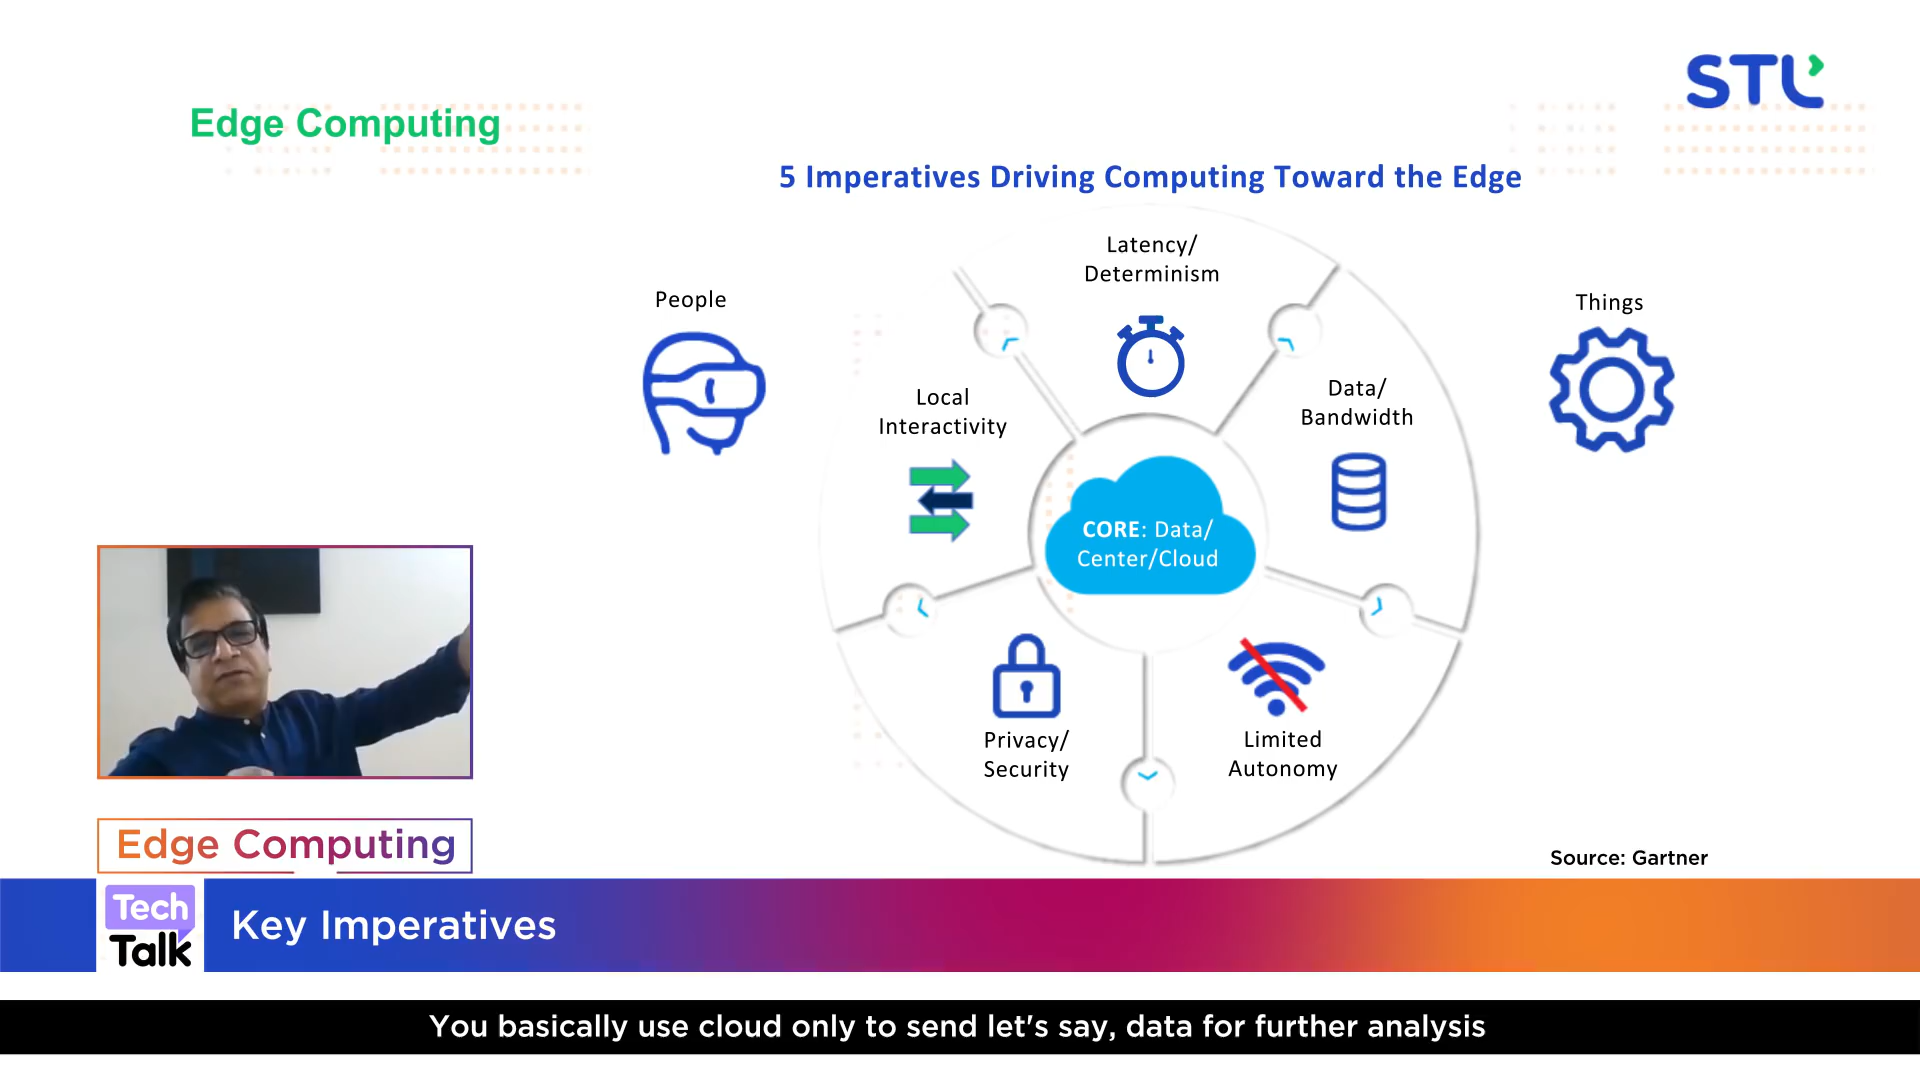 STL
Edge Computing
5 Imperatives Driving Computing Toward the Edge
People
Latency/
Determinism
Things
Local
Interactivity
Data/
Bandwidth
CORE: Data/
Center/Cloud
Privacy/
Security
Limited
Autonomy
Source: Gartner
Edge Computing
Tech
Talk
Key Imperatives
You basically use cloud only to send let's say, data for further analysis